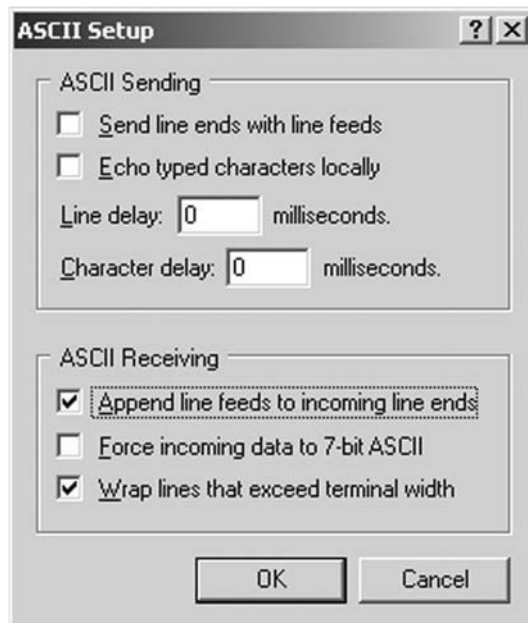 ASCII Setup
ASCII Sending
Send line ends with line feeds
Echo typed characters locally
Line delay: 0 milliseconds.
Character delay: 0 milliseconds.
ASCII Receiving
Append line feeds to incoming line ends
Force incoming data to 7-bit ASCII
Wrap lines that exceed terminal width
OK Cancel